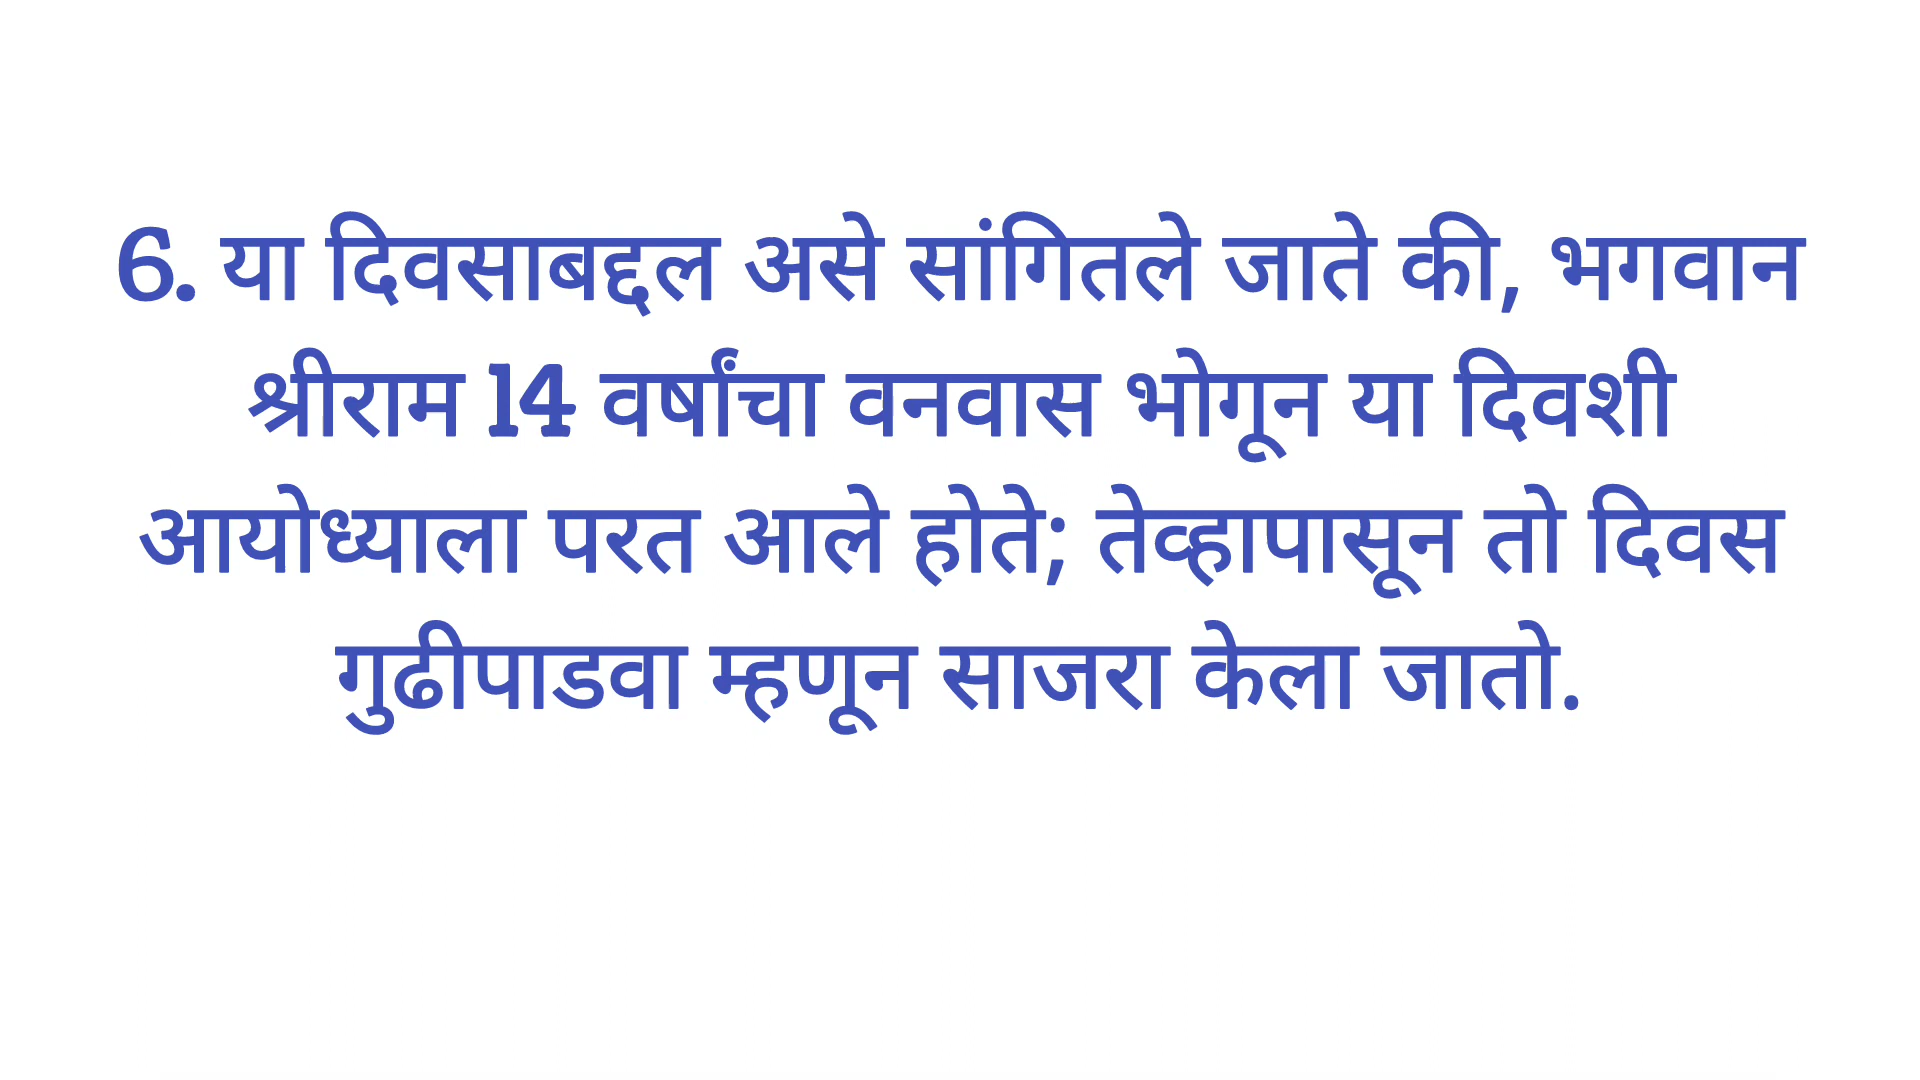 6. या दिवसाबद्दल असे सांगितले जाते की, भगवान
श्रीराम 14 वर्षांचा वनवास भोगून या दिवशी
आयोध्याला परत आले होते; तेव्हापासून तो दिवस
गुढीपाडवा म्हणून साजरा केला जातो.